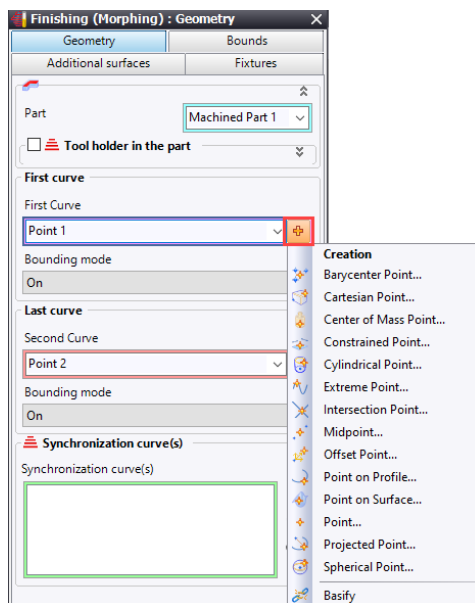 Finishing (Morphing) : Geometry
Geometry
Bounds
Additional surfaces
Fixtures
Part
Machined Part 1
Tool holder in the part
First curve
First Curve
Point 1
Bounding mode
On
Last curve
Second Curve
Point 2
Bounding mode
On
Synchronization curve(s)
Synchronization curve(s)
Creation
Barycenter Point...
Cartesian Point...
Center of Mass Point...
Constrained Point...
Cylindrical Point...
Extreme Point...
Intersection Point...
Midpoint...
Offset Point...
Point on Profile...
Point on Surface...
Point...
Projected Point...
Spherical Point...
Basify